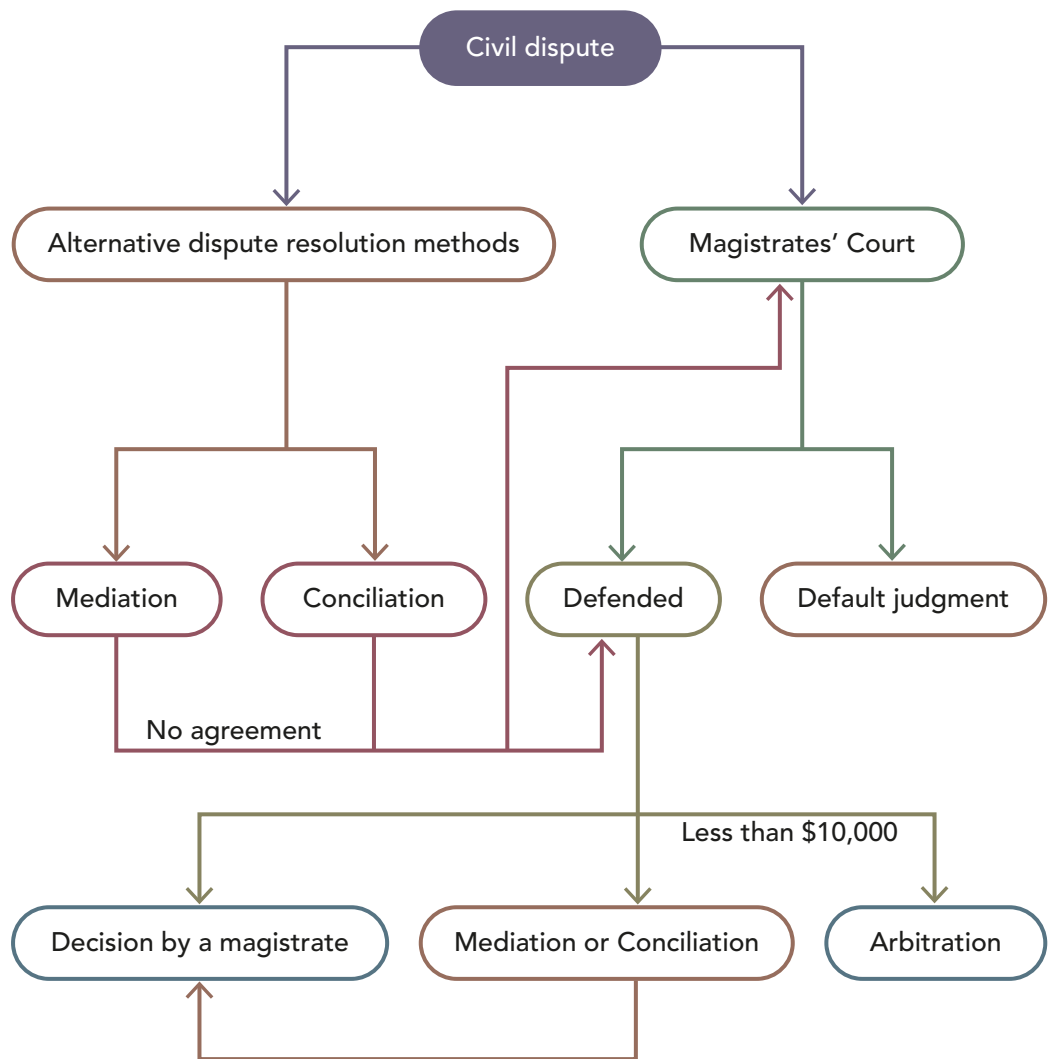 Civil dispute
Alternative dispute resolution methods
Magistrates’ Court
Mediation
Conciliation
Defended
Default judgment
No agreement
Less than $10,000
Decision by a magistrate
Mediation or Conciliation
Arbitration